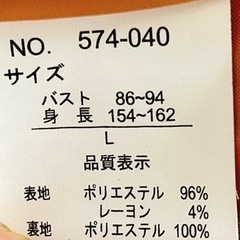 NO. 574-040
サイズ
バスト 86~94
身長 154~162
L
品質表示
表地 ポリエステル 96%
レーヨン 4%
裏地 ポリエステル 100%